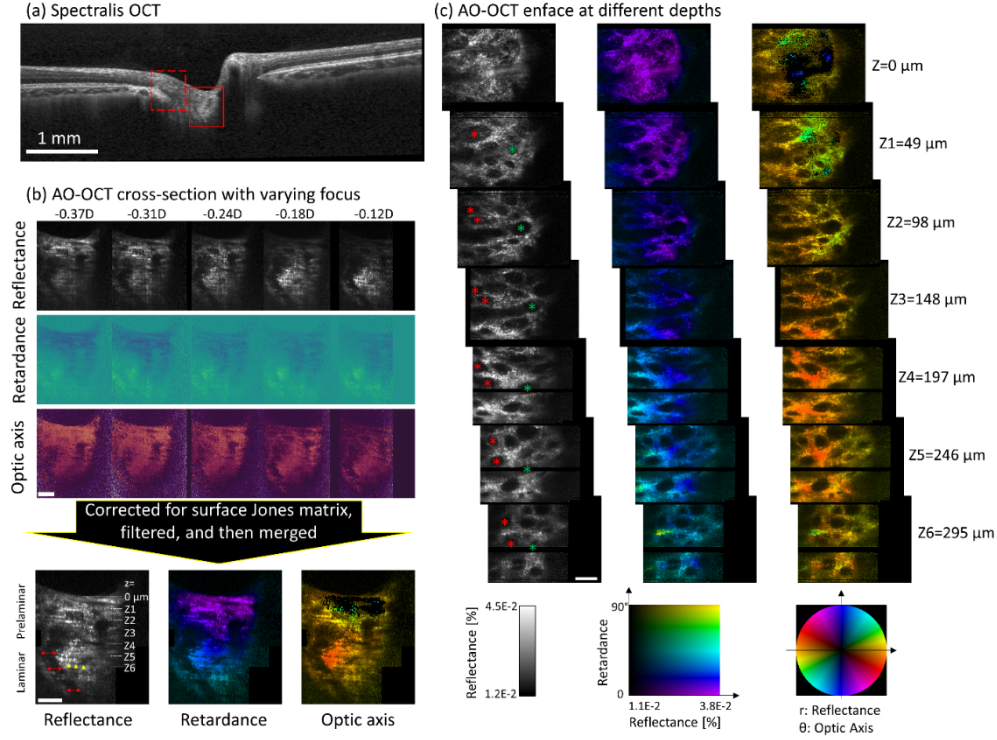 (a) Spectralis OCT
1 mm
(b) AO-OCT cross-section with varying focus
-0.37D -0.31D -0.24D -0.18D -0.12D
Reflectance
Retardance
Optic axis
Corrected for surface Jones matrix,
filtered, and then merged
Prelaminar
Laminar
z=
0 μm
Z1
Z2
Z3
Z4
Z5
Z6
Reflectance Retardance Optic axis
(c) AO-OCT enface at different depths
Z=0 μm
Z1=49 μm
Z2=98 μm
Z3=148 μm
Z4=197 μm
Z5=246 μm
Z6=295 μm
Reflectance [%]
4.5E-2
1.2E-2
Retardance
90°
0
1.1E-2 3.8E-2
Reflectance [%]
r: Reflectance
θ: Optic Axis